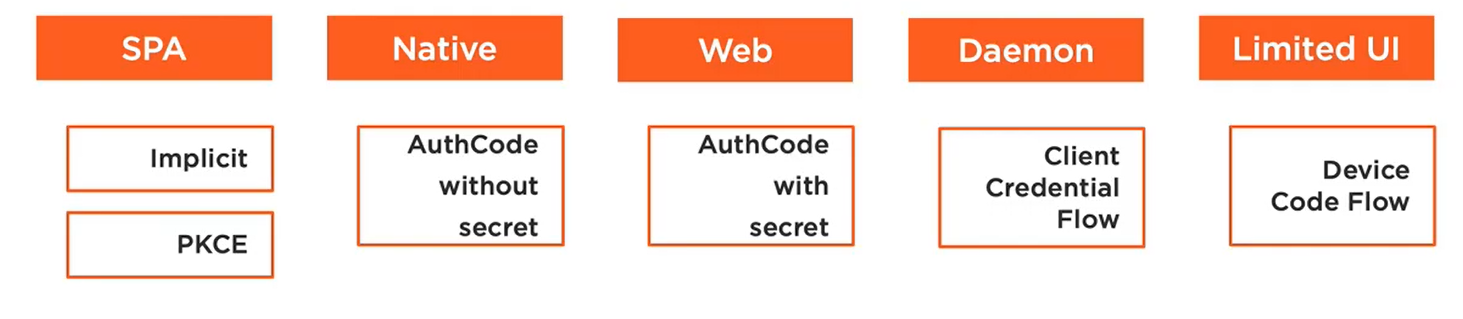 SPA
Implicit
PKCE
Native
AuthCode
without
secret
Web
AuthCode
with
secret
Daemon
Client
Credential
Flow
Limited UI
Device
Code Flow